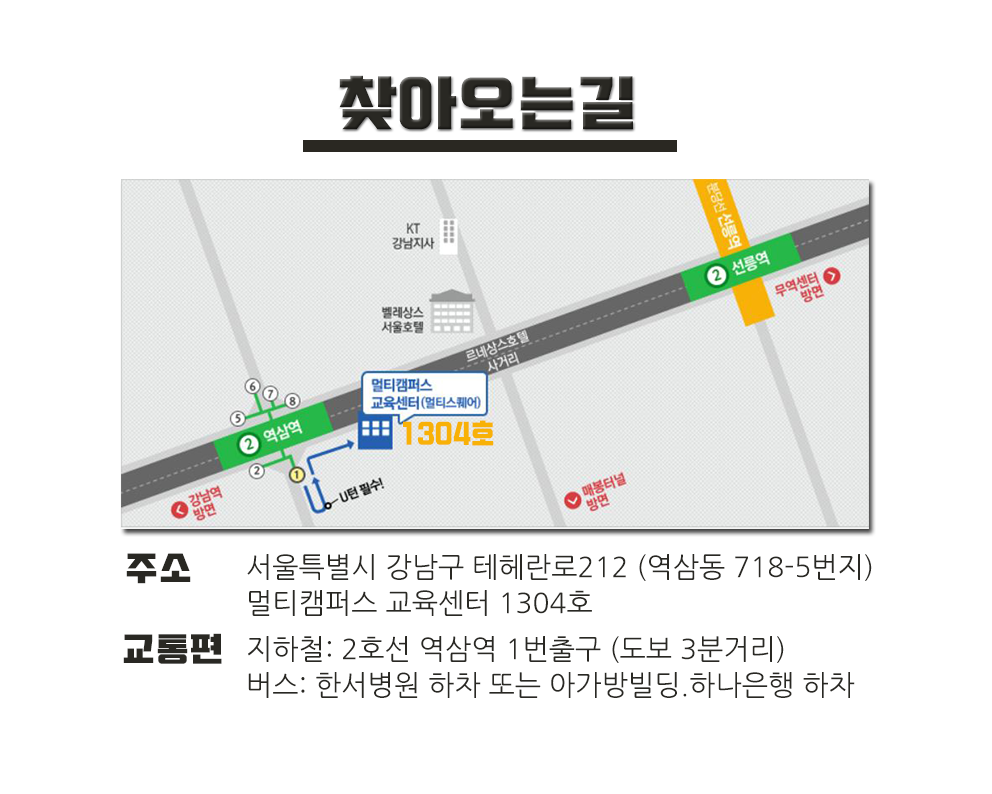 찾아오는길
분당선 선릉역
2 선릉역
무역센터
방면
KT
강남지사
벨레상스
서울호텔
르네상스호텔
사거리
멀티캠퍼스
교육센터(멀티스퀘어)
1304호
6
7
8
5
2 역삼역
2
1
U턴 필수!
강남역
방면
매봉터널
방면
주소 서울특별시 강남구 테헤란로212 (역삼동 718-5번지)
멀티캠퍼스 교육센터 1304호
교통편 지하철: 2호선 역삼역 1번출구 (도보 3분거리)
버스: 한서병원 하차 또는 아가방빌딩.하나은행 하차